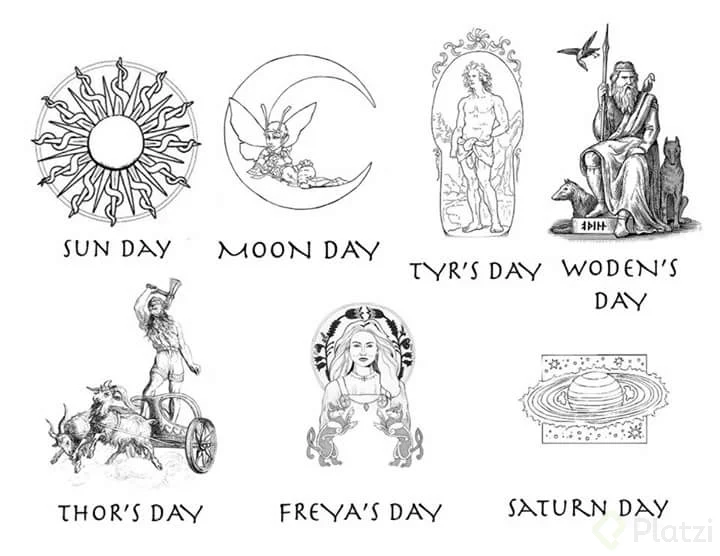 SUN DAY
MOON DAY
TYR'S DAY
WODEN'S
DAY
THOR'S DAY
FREYA'S DAY
SATURN DAY
Platzi